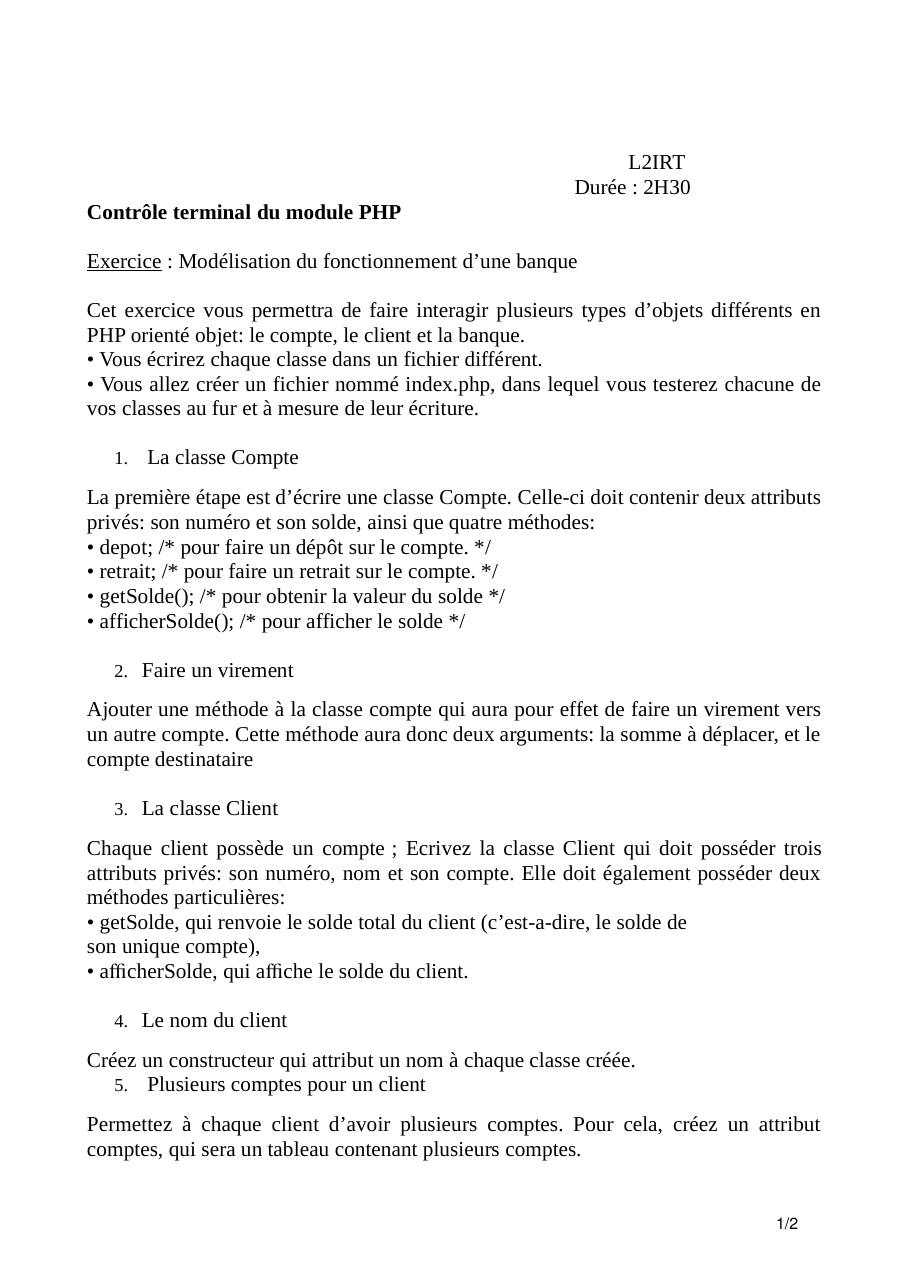 L2IRT
Durée : 2H30
Contrôle terminal du module PHP
Exercice : Modélisation du fonctionnement d’une banque
Cet exercice vous permettra de faire interagir plusieurs types d’objets différents en
PHP orienté objet: le compte, le client et la banque.
• Vous écrirez chaque classe dans un fichier différent.
• Vous allez créer un fichier nommé index.php, dans lequel vous testerez chacune de
vos classes au fur et à mesure de leur écriture.
1. La classe Compte
La première étape est d’écrire une classe Compte. Celle-ci doit contenir deux attributs
privés: son numéro et son solde, ainsi que quatre méthodes:
• depot; /* pour faire un dépôt sur le compte. */
• retrait; /* pour faire un retrait sur le compte. */
• getSolde(); /* pour obtenir la valeur du solde */
• afficherSolde(); /* pour afficher le solde */
2. Faire un virement
Ajouter une méthode à la classe compte qui aura pour effet de faire un virement vers
un autre compte. Cette méthode aura donc deux arguments: la somme à déplacer, et le
compte destinataire
3. La classe Client
Chaque client possède un compte ; Ecrivez la classe Client qui doit posséder trois
attributs privés: son numéro, nom et son compte. Elle doit également posséder deux
méthodes particulières:
• getSolde, qui renvoie le solde total du client (c’est-a-dire, le solde de
son unique compte),
• afficherSolde, qui affiche le solde du client.
4. Le nom du client
Créez un constructeur qui attribut un nom à chaque classe créée.
5. Plusieurs comptes pour un client
Permettez à chaque client d’avoir plusieurs comptes. Pour cela, créez un attribut
comptes, qui sera un tableau contenant plusieurs comptes.
1/2